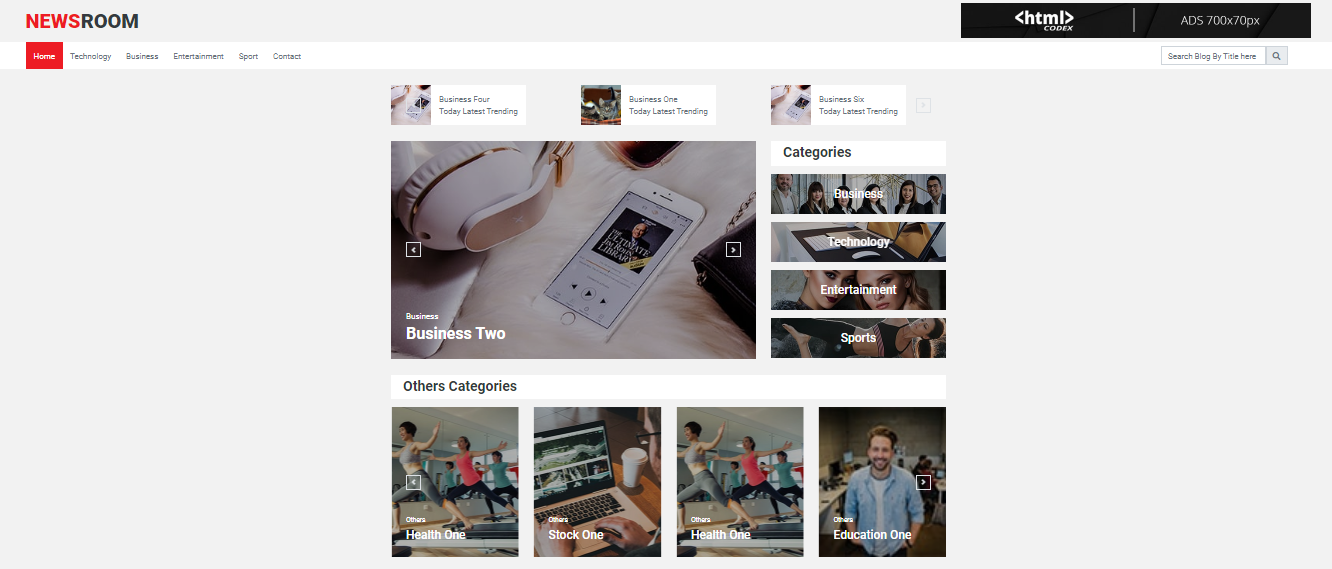 NEWSROOM
<html>
CODEX
ADS 700x70px
Home Technology Business Entertainment Sport Contact
Search Blog By Title here
Business Four
Today Latest Trending
Business One
Today Latest Trending
Business Six
Today Latest Trending
THE
ULTIMATE
JIM ROHN
LIBRARY
Business
Business Two
Categories
Business
Technology
Entertainment
Sports
Others Categories
Others
Health One
Others
Stock One
Others
Health One
Others
Education One